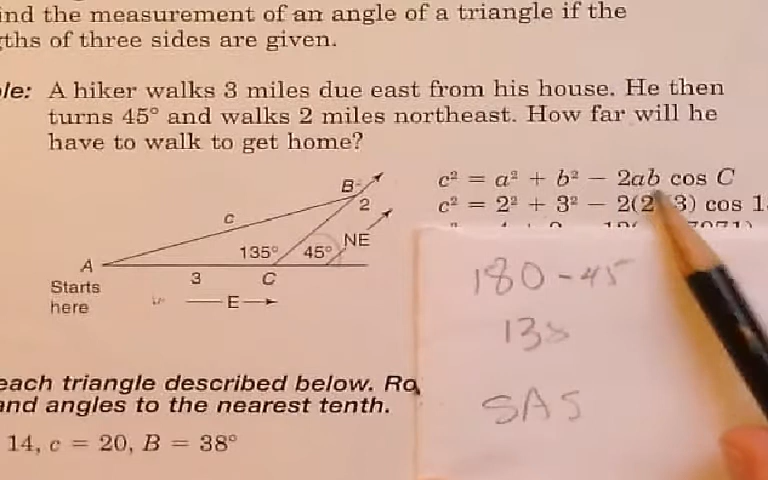 ind the measurement of an angle of a triangle if the
gths of three sides are given.
le: A hiker walks 3 miles due east from his house. He then
turns 45° and walks 2 miles northeast. How far will he
have to walk to get home?
c² = a² + b² − 2ab cos C
c² = 2² + 3² − 2(2 3) cos 1
B
2
c
NE
135°
45°
A
3
C
Starts
here
E
180-45
135
SAS
each triangle described below. Ro
and angles to the nearest tenth.
14, c = 20, B = 38°